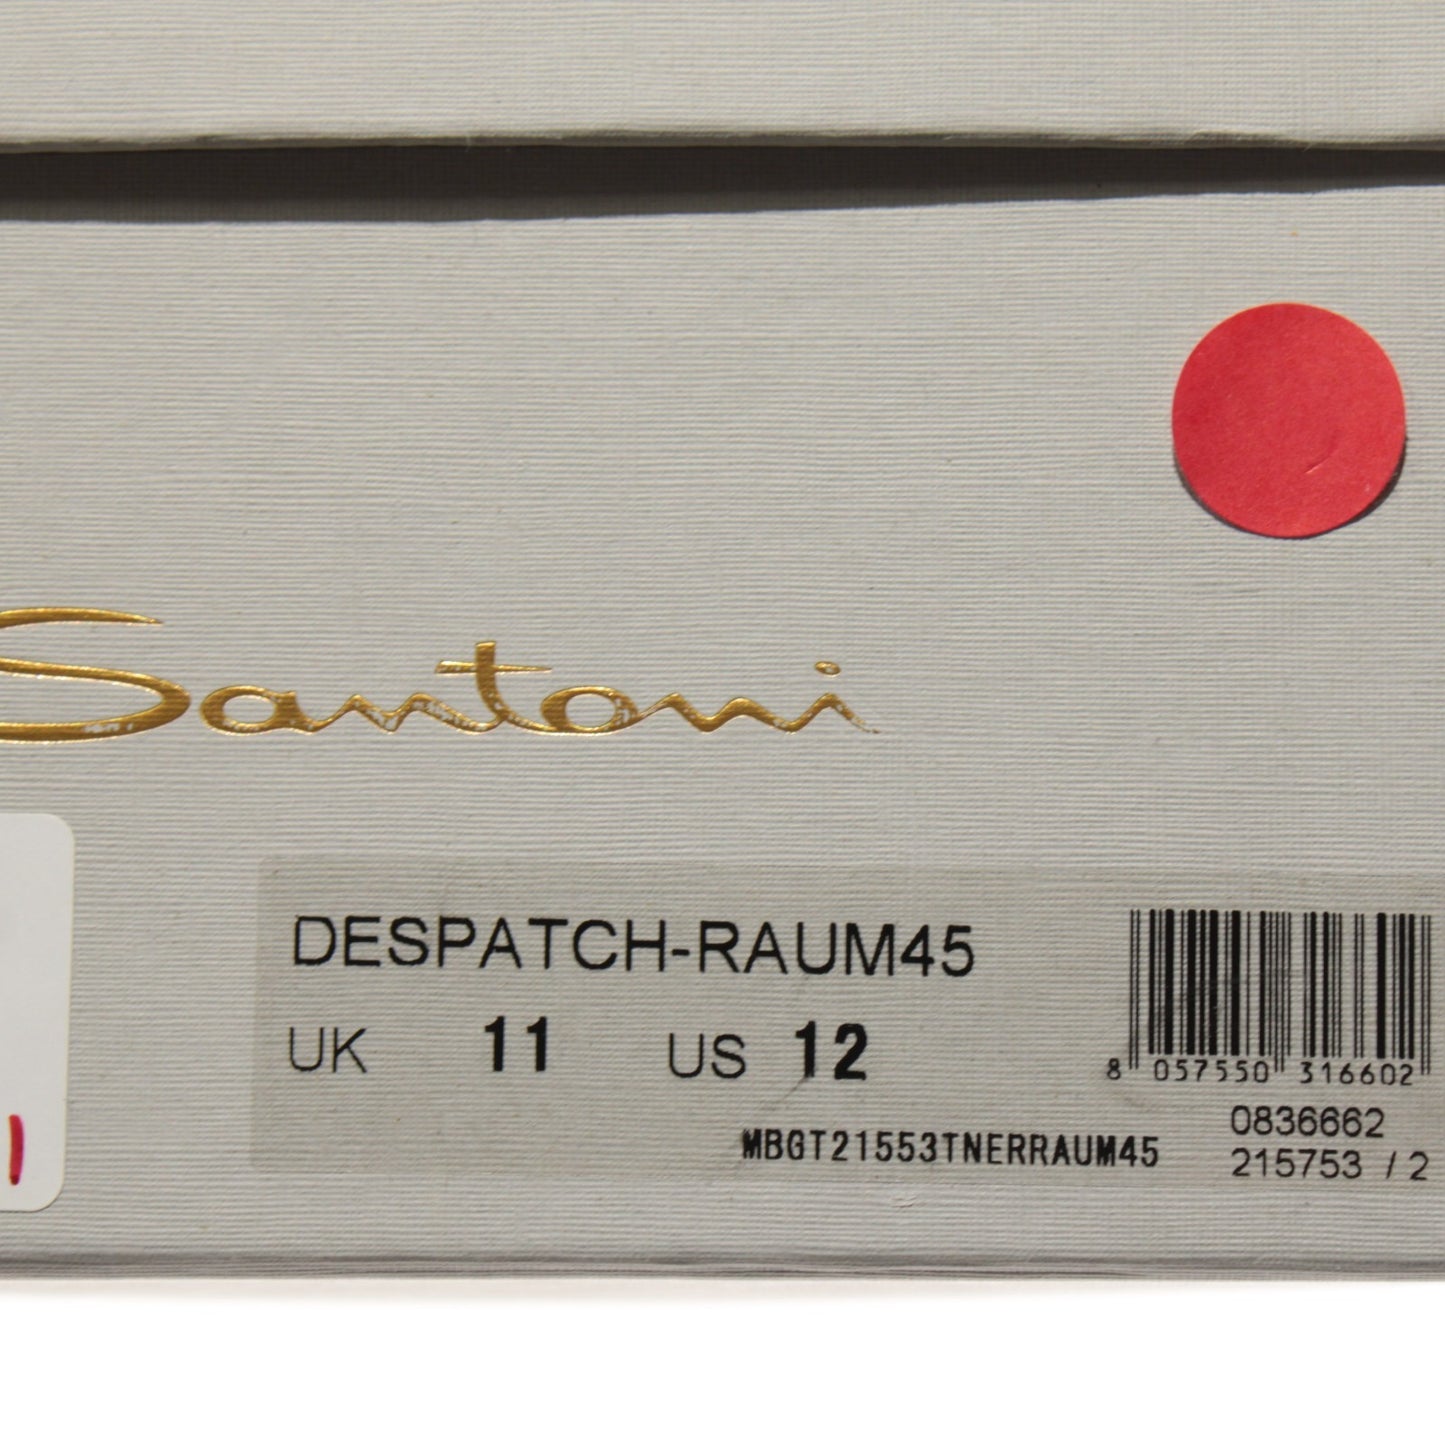 Santoni
DESPATCH-RAUM45
UK 11 US 12
8 057550 316602
MBGT21553TNERRAUM45
0836662
215753 / 2